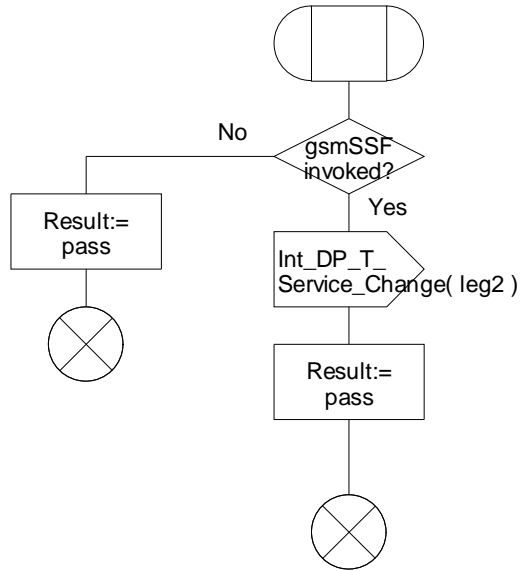 gsmSSF
invoked?
No
Yes
Result:=
pass
Int_DP_T_
Service_Change( leg2 )
Result:=
pass